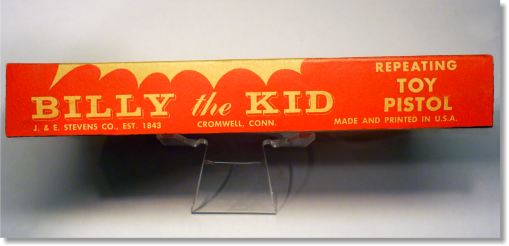 BILLY the KID
J. & E. STEVENS CO., EST. 1843 CROMWELL, CONN.
REPEATING
TOY
PISTOL
MADE AND PRINTED IN U.S.A.